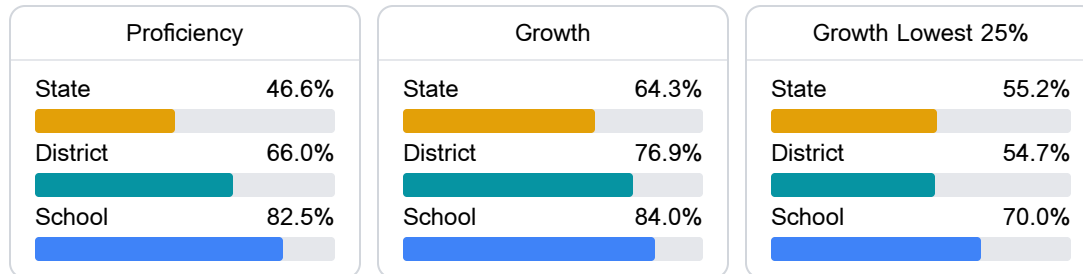 Proficiency
State 46.6%
District 66.0%
School 82.5%
Growth
State 64.3%
District 76.9%
School 84.0%
Growth Lowest 25%
State 55.2%
District 54.7%
School 70.0%